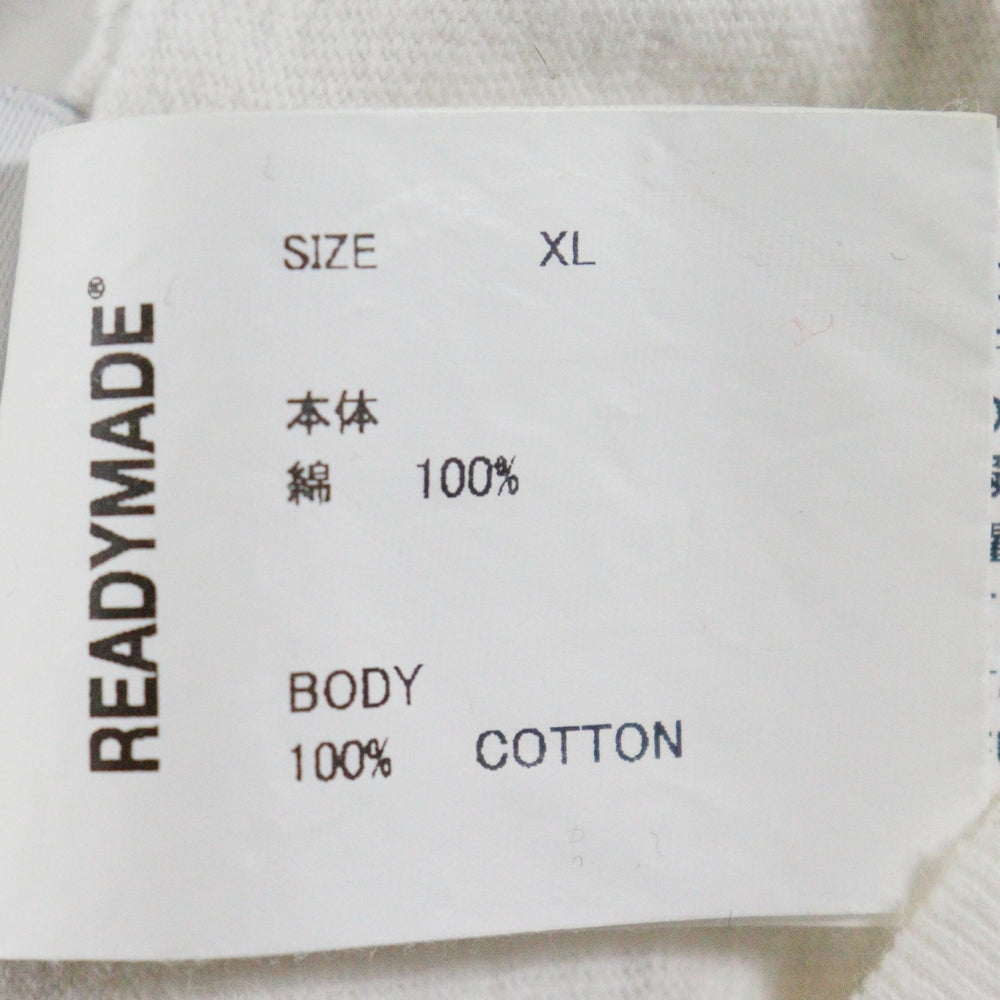 READYMADE®
SIZE XL
本体
綿 100%
BODY
100% COTTON